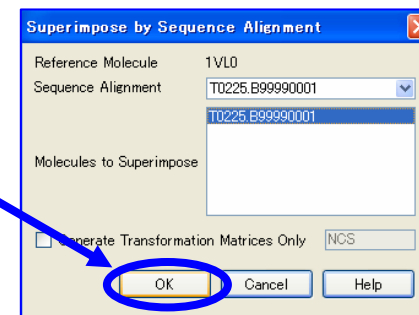 Superimpose by Sequence Alignment
Reference Molecule 1VL0
Sequence Alignment T0225.B99990001
T0225.B99990001
Molecules to Superimpose
Generate Transformation Matrices Only NCS
OK Cancel Help